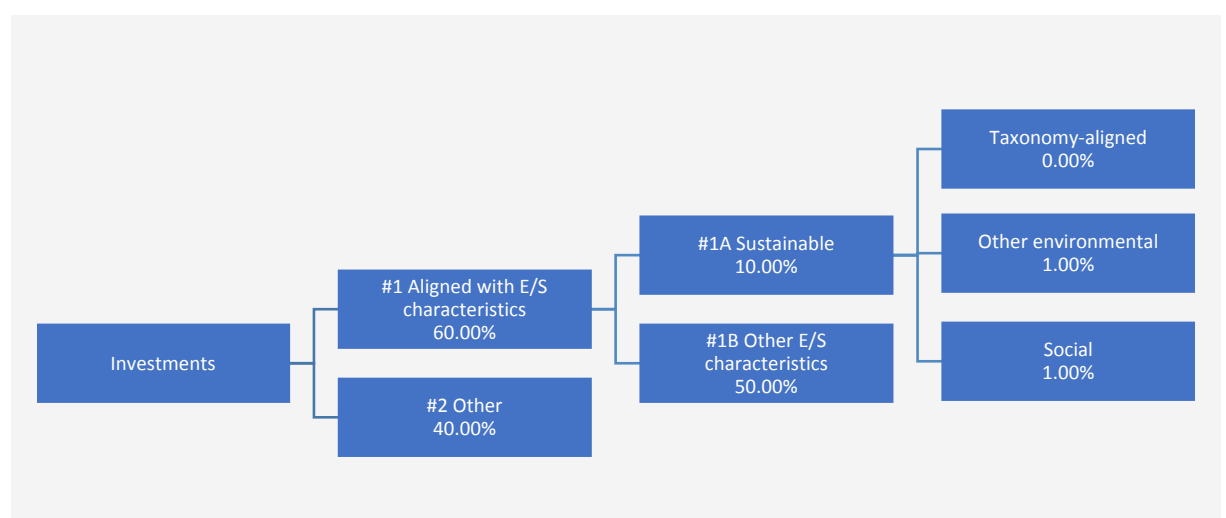 Investments
#1 Aligned with E/S
characteristics
60.00%
#2 Other
40.00%
#1A Sustainable
10.00%
#1B Other E/S
characteristics
50.00%
Taxonomy-aligned
0.00%
Other environmental
1.00%
Social
1.00%